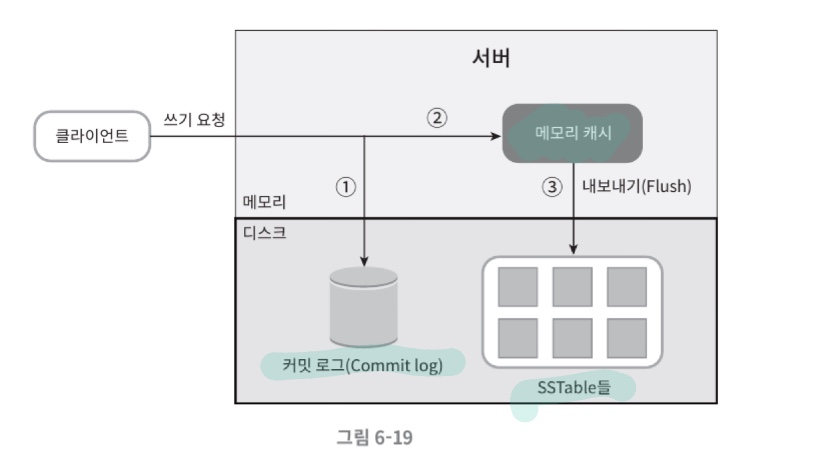 서버
클라이언트
쓰기 요청
②
메모리 캐시
①
③
내보내기(Flush)
메모리
디스크
커밋 로그(Commit log)
SSTable들
그림 6-19